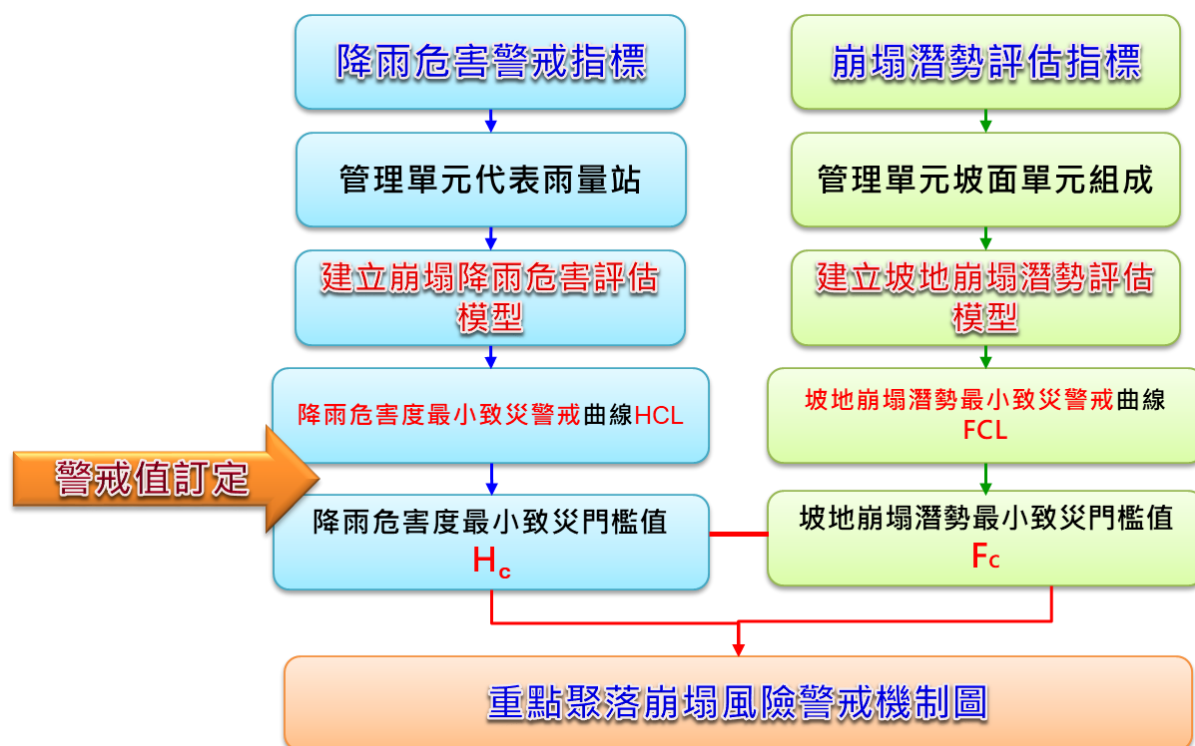 降雨危害警戒指標
管理單元代表雨量站
建立崩塌降雨危害評估
模型
降雨危害度最小致災警戒曲線HCL
警戒值訂定
降雨危害度最小致災門檻值
Hc
崩塌潛勢評估指標
管理單元坡面單元組成
建立坡地崩塌潛勢評估
模型
坡地崩塌潛勢最小致災警戒曲線
FCL
坡地崩塌潛勢最小致災門檻值
Fc
重點聚落崩塌風險警戒機制圖